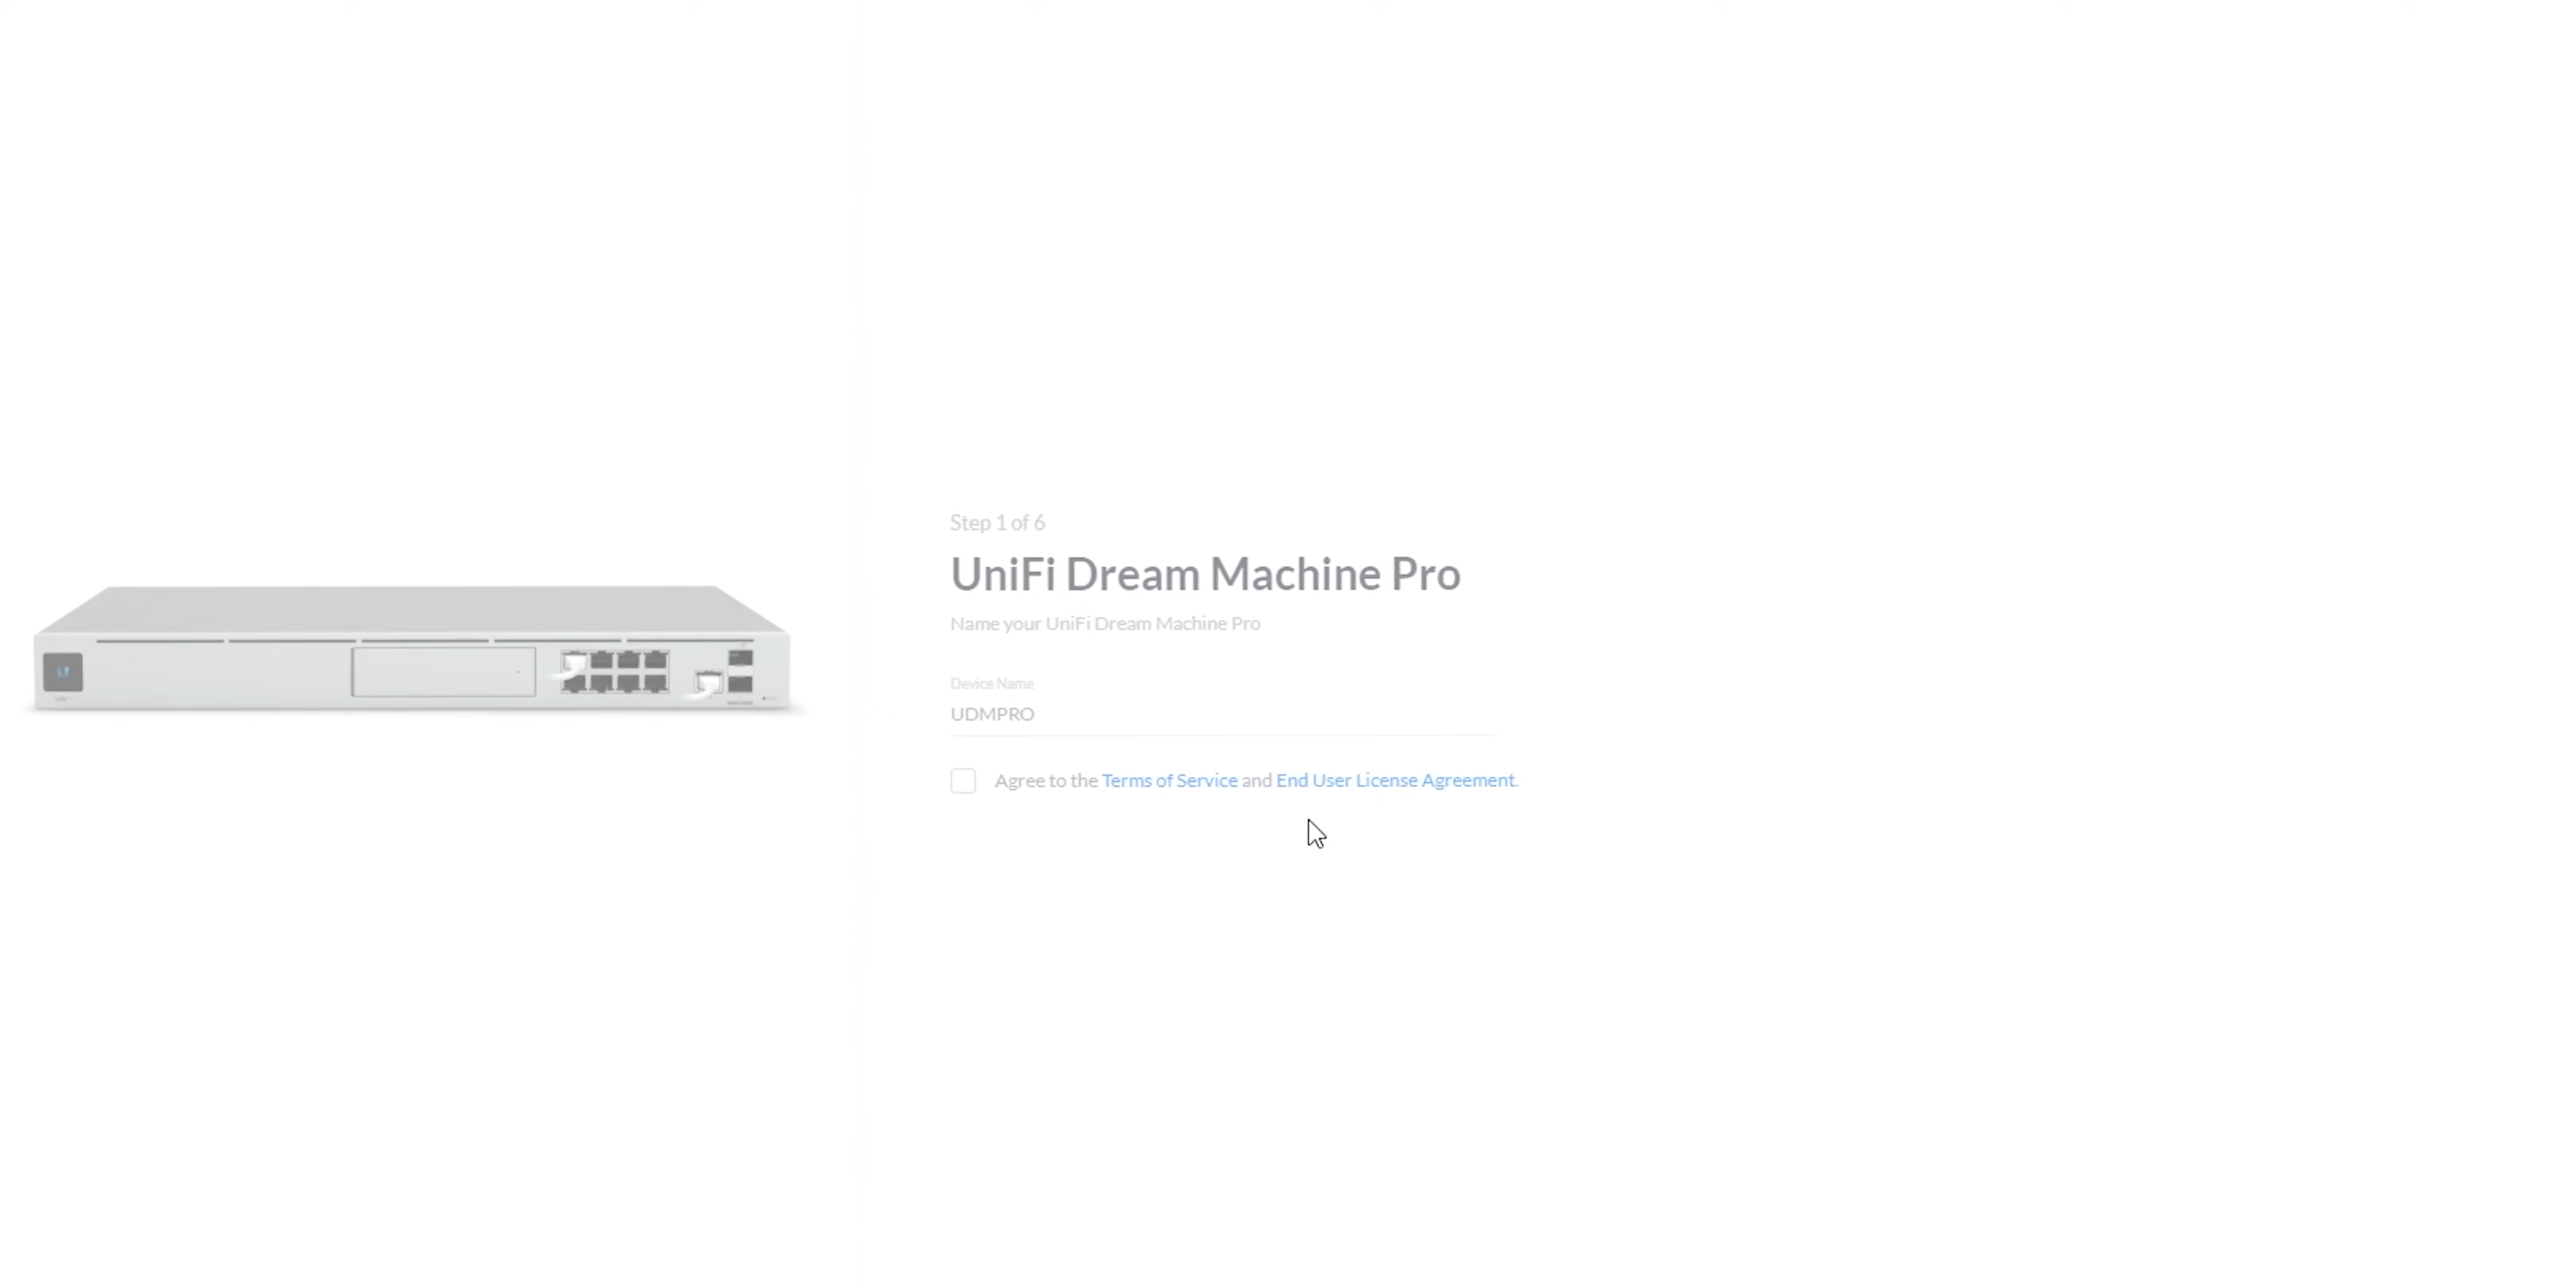 Step 1 of 6
UniFi Dream Machine Pro
Name your UniFi Dream Machine Pro
Device Name
UDMPRO
Agree to the Terms of Service and End User License Agreement.